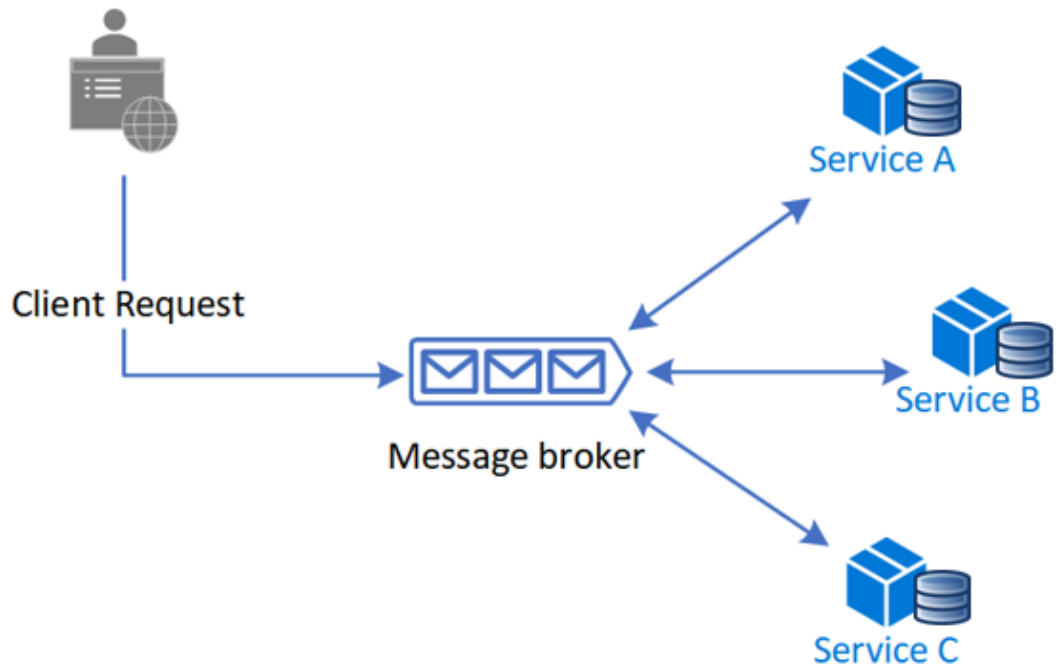 Service A
Client Request
Service B
Message broker
Service C